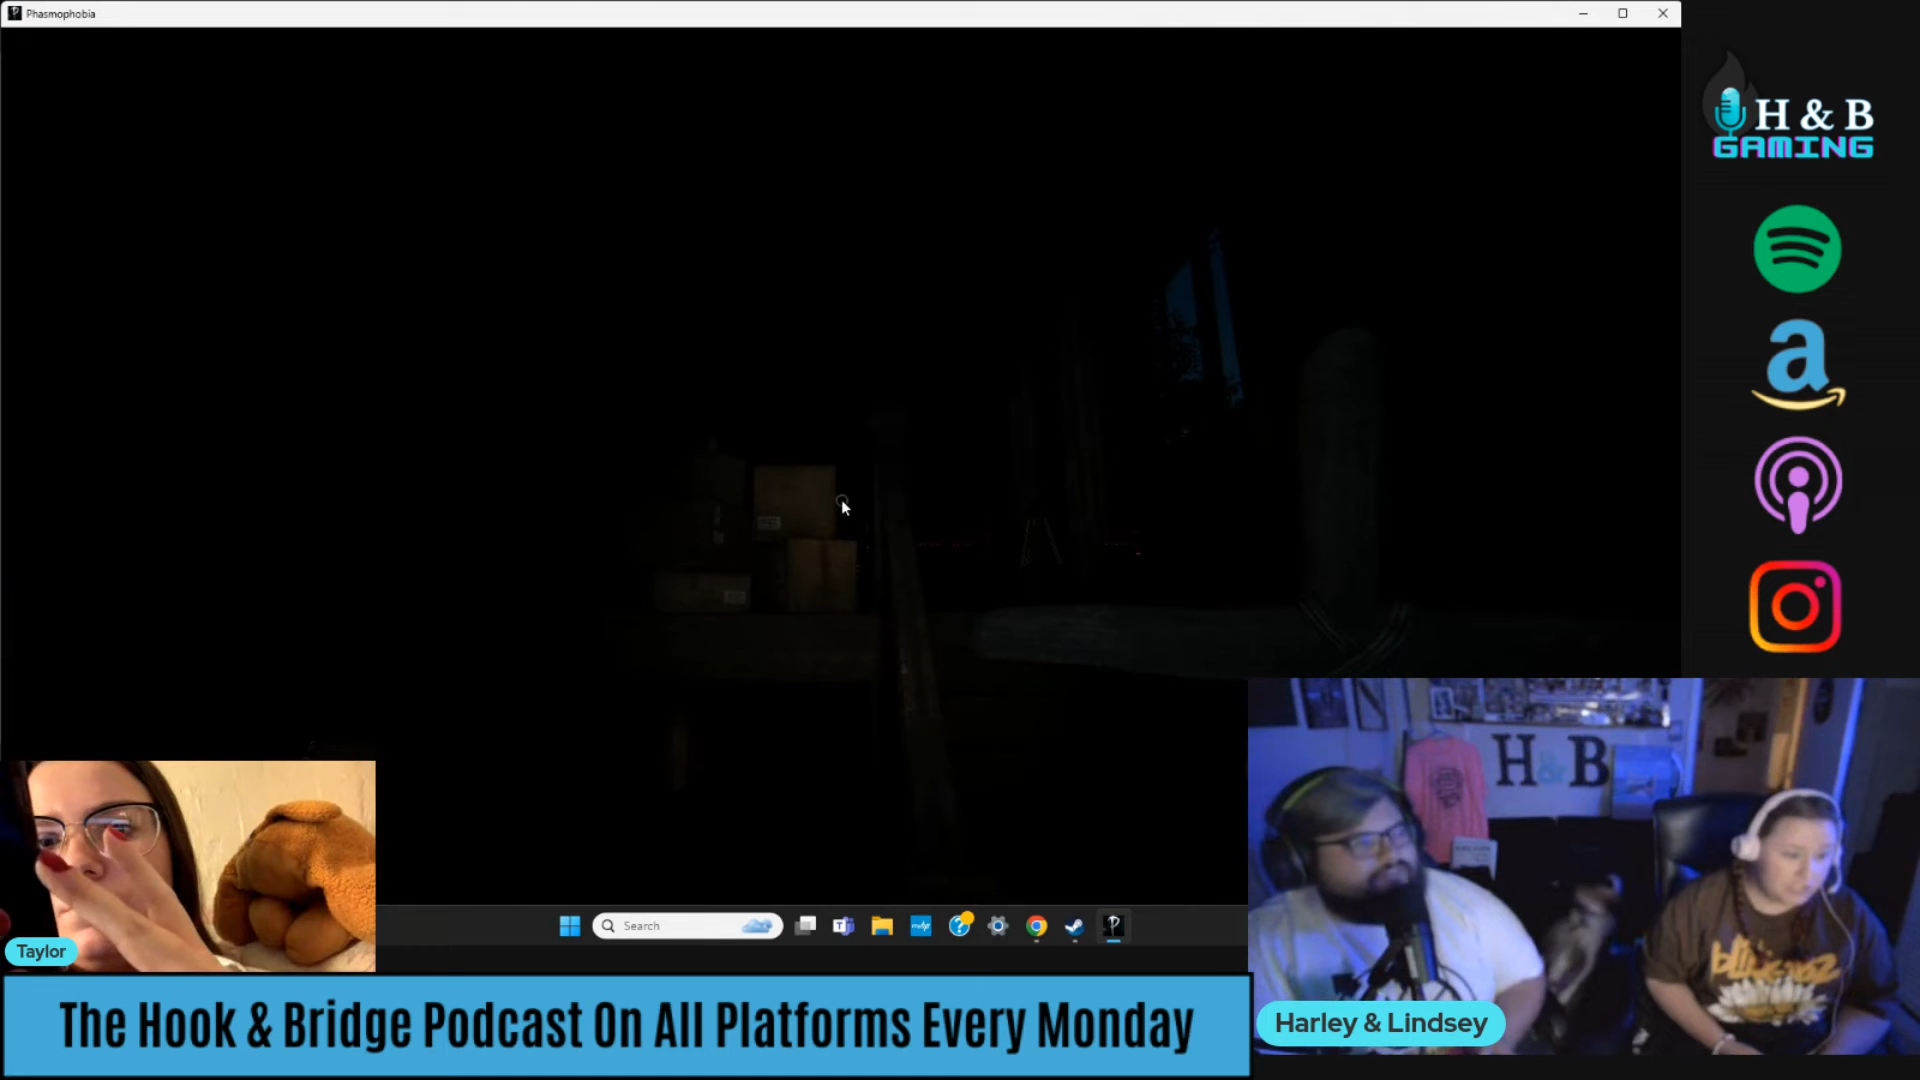 Phasmophobia
H & B
GAMING
H & B
Taylor
Search
The Hook & Bridge Podcast On All Platforms Every Monday
Harley & Lindsey